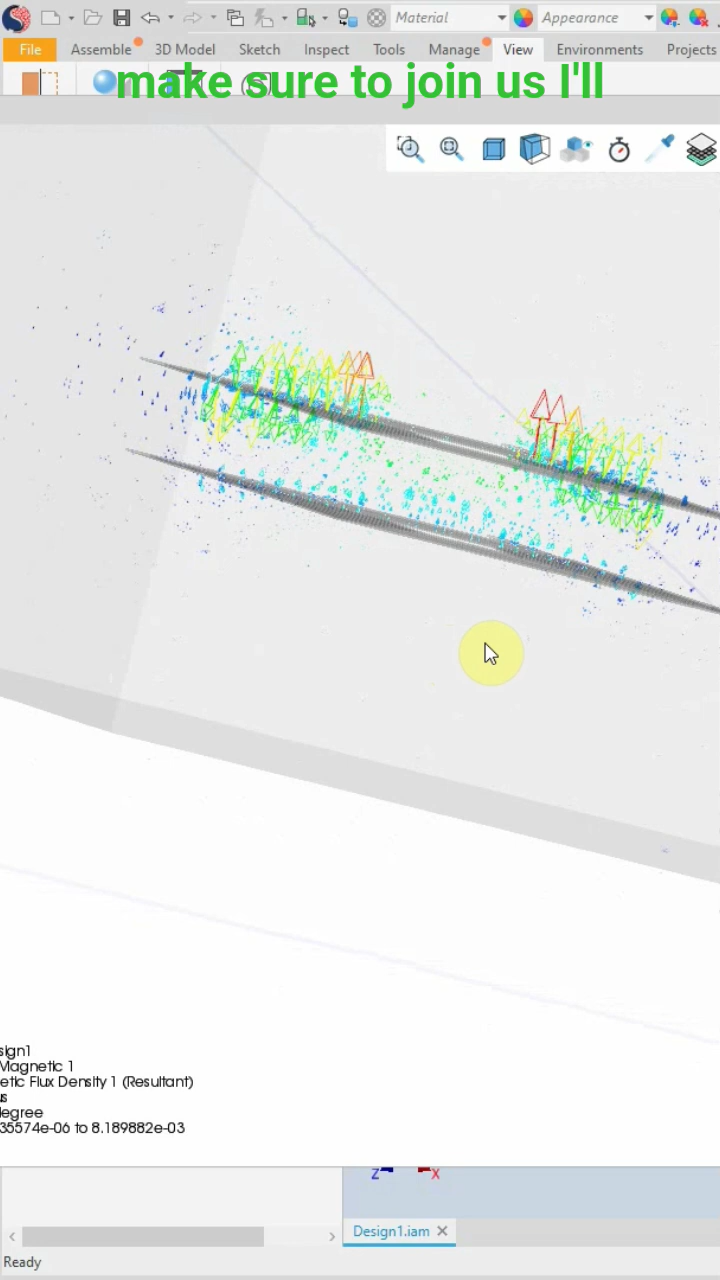 Material
Appearance
File
Assemble
3D Model
Sketch
Inspect
Tools
Manage
View
Environments
Projects
make sure to join us I'll
sign1
Magnetic 1
etic Flux Density 1 (Resultant)
egree
35574e-06 to 8.189882e-03
Z
X
Design1.iam
Ready